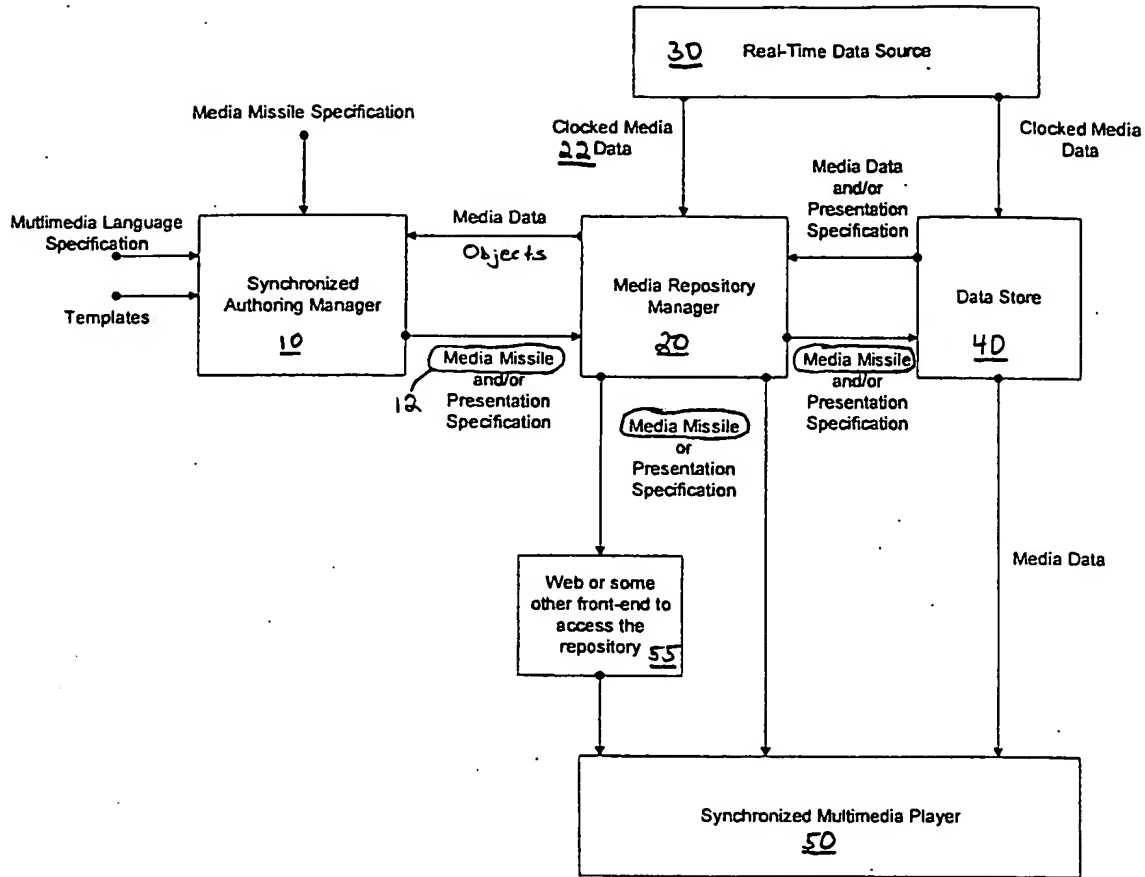 30 Real-Time Data Source
Media Missile Specification
Clocked Media
22 Data
Clocked Media
Data
Media Data
and/or
Presentation
Specification
Mutlimedia Language
Specification
Templates
Synchronized
Authoring Manager
10
Media Data
Objects
Media Repository
Manager
20
Data Store
40
Media Missile
12
and/or
Presentation
Specification
Media Missile
and/or
Presentation
Specification
Media Missile
or
Presentation
Specification
Media Data
Web or some
other front-end to
access the
repository 55
Synchronized Multimedia Player
50